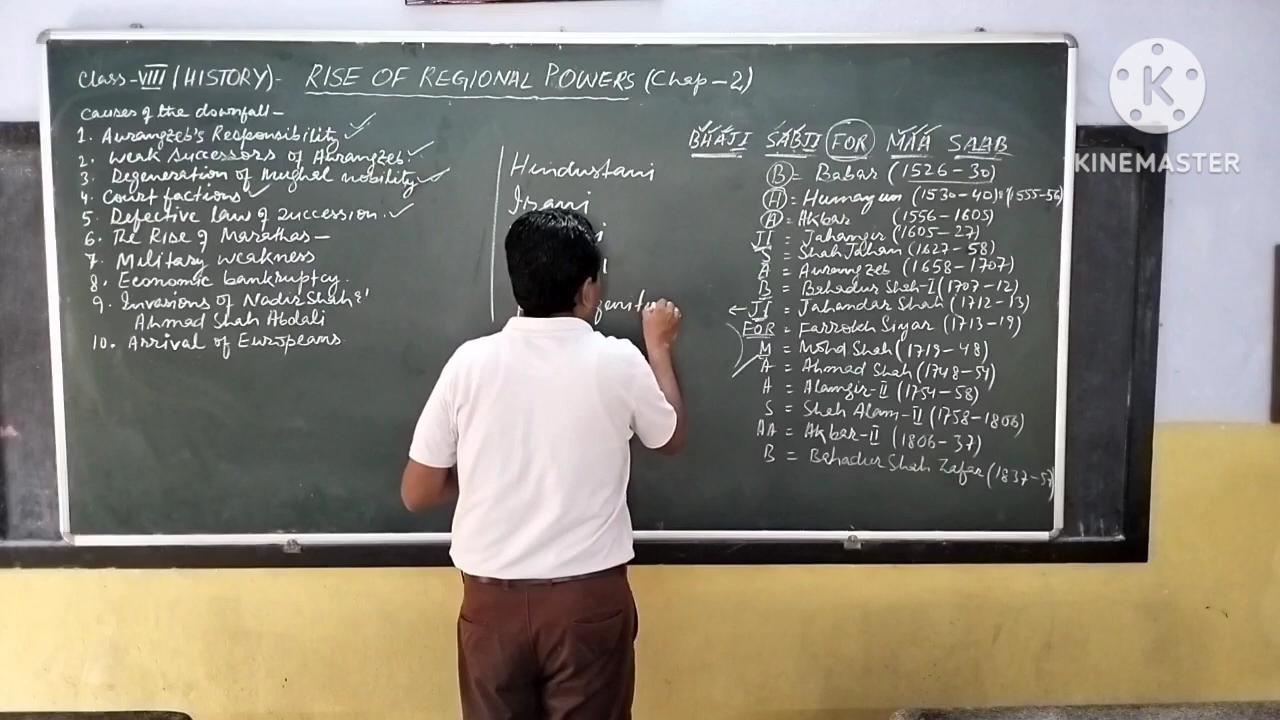 Class-VIII (HISTORY)- RISE OF REGIONAL POWERS (Chap-2)
Causes of the downfall-
1. Aurangzeb's Responsibility
2. Weak successors of Aurangzeb.
3. Degeneration of Mughal nobility
4. Court factions
5. Defective law of succession.
6. The Rise of Marathas-
7. Military weakness
8. Economic bankruptcy.
9. Invasions of Nadir Shah &
Ahmad Shah Abdali
10. Arrival of Europeans.
Hindustani
Irani
BHAJI SABJI FOR MAA SAAB
B = Babar (1526-30)
H = Humayun (1530-40) & (1555-56)
A = Akbar (1556-1605)
JI = Jahangir (1605-27)
S = Shah Jahan (1627-58)
A = Aurangzeb (1658-1707)
B = Bahadur Shah-I (1707-12)
JI = Jahandar Shah (1712-13)
FOR = Farrokh Siyar (1713-19)
M = Mohd Shah (1719-48)
A = Ahmad Shah (1748-54)
A = Alamgir-II (1754-58)
S = Shah Alam-II (1758-1806)
AA = Akbar-II (1806-37)
B = Bahadur Shah Zafar (1837-57)
K
KINEMASTER